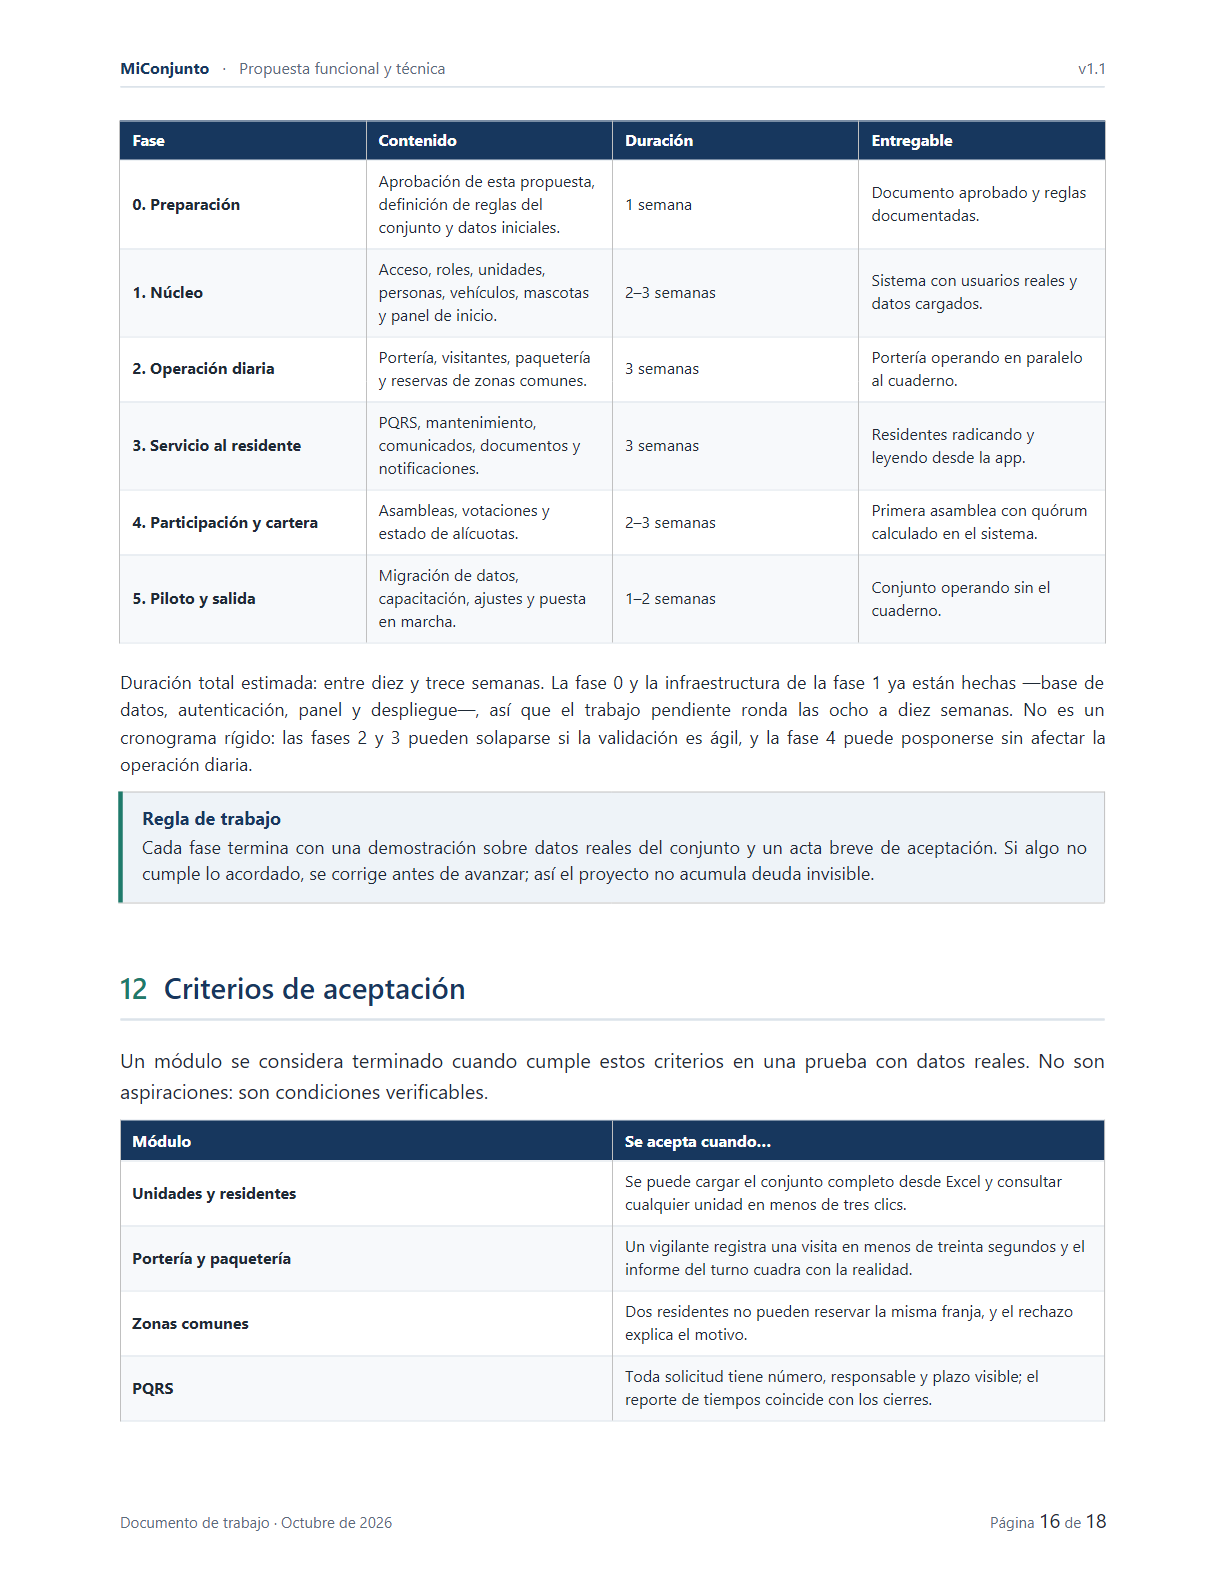 MiConjunto · Propuesta funcional y técnica v1.1
Fase Contenido Duración Entregable
0. Preparación
Aprobación de esta propuesta,
definición de reglas del
conjunto y datos iniciales.
1 semana
Documento aprobado y reglas
documentadas.
1. Núcleo
Acceso, roles, unidades,
personas, vehículos, mascotas
y panel de inicio.
2–3 semanas
Sistema con usuarios reales y
datos cargados.
2. Operación diaria
Portería, visitantes, paquetería
y reservas de zonas comunes.
3 semanas
Portería operando en paralelo
al cuaderno.
3. Servicio al residente
PQRS, mantenimiento,
comunicados, documentos y
notificaciones.
3 semanas
Residentes radicando y
leyendo desde la app.
4. Participación y cartera
Asambleas, votaciones y
estado de alícuotas.
2–3 semanas
Primera asamblea con quórum
calculado en el sistema.
5. Piloto y salida
Migración de datos,
capacitación, ajustes y puesta
en marcha.
1–2 semanas
Conjunto operando sin el
cuaderno.
Duración total estimada: entre diez y trece semanas. La fase 0 y la infraestructura de la fase 1 ya están hechas —base de
datos, autenticación, panel y despliegue—, así que el trabajo pendiente ronda las ocho a diez semanas. No es un
cronograma rígido: las fases 2 y 3 pueden solaparse si la validación es ágil, y la fase 4 puede posponerse sin afectar la
operación diaria.
Regla de trabajo
Cada fase termina con una demostración sobre datos reales del conjunto y un acta breve de aceptación. Si algo no
cumple lo acordado, se corrige antes de avanzar; así el proyecto no acumula deuda invisible.
12 Criterios de aceptación
Un módulo se considera terminado cuando cumple estos criterios en una prueba con datos reales. No son
aspiraciones: son condiciones verificables.
Módulo Se acepta cuando...
Unidades y residentes
Se puede cargar el conjunto completo desde Excel y consultar
cualquier unidad en menos de tres clics.
Portería y paquetería
Un vigilante registra una visita en menos de treinta segundos y el
informe del turno cuadra con la realidad.
Zonas comunes
Dos residentes no pueden reservar la misma franja, y el rechazo
explica el motivo.
PQRS
Toda solicitud tiene número, responsable y plazo visible; el
reporte de tiempos coincide con los cierres.
Documento de trabajo · Octubre de 2026 Página 16 de 18